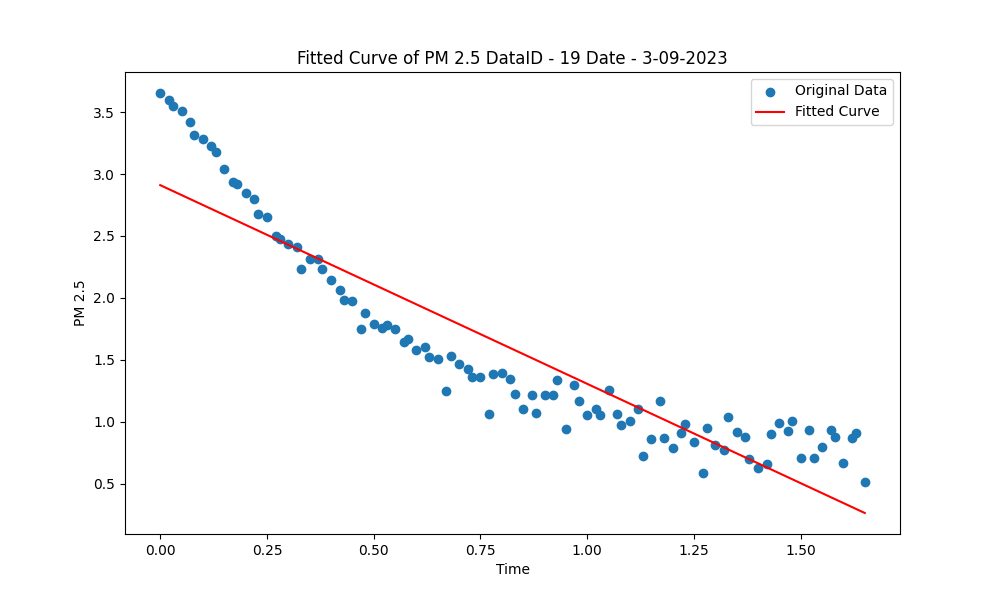 Fitted Curve of PM 2.5 DataID - 19 Date - 3-09-2023
Original Data
Fitted Curve
PM 2.5
3.5
3.0
2.5
2.0
1.5
1.0
0.5
0.00 0.25 0.50 0.75 1.00 1.25 1.50
Time